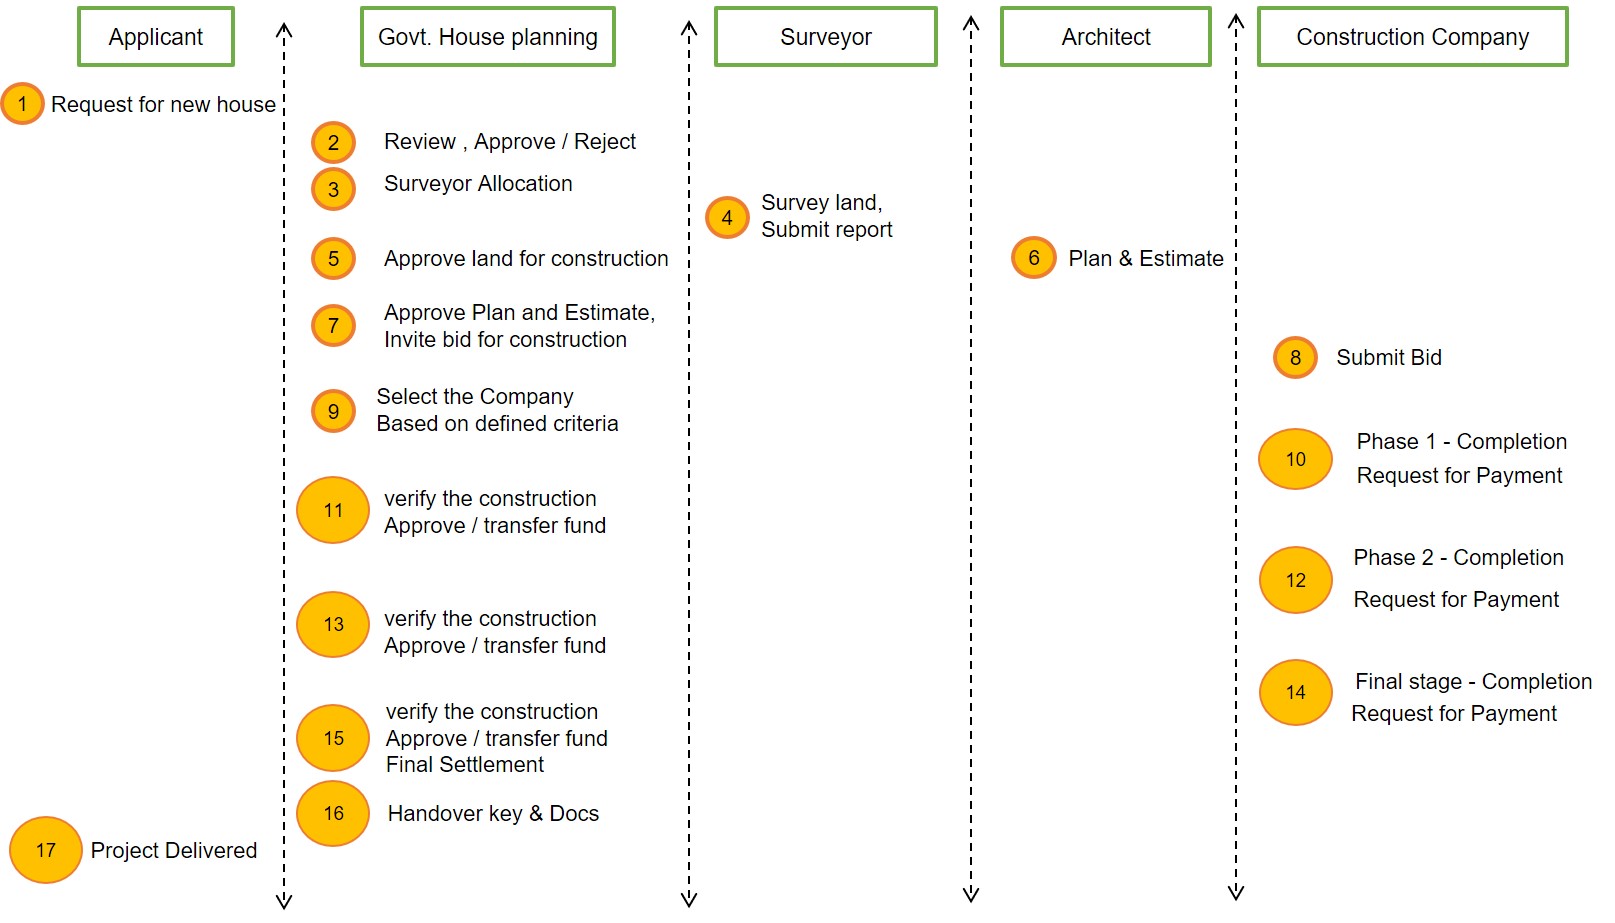 Applicant
Govt. House planning
Surveyor
Architect
Construction Company
1 Request for new house
2 Review , Approve / Reject
3 Surveyor Allocation
4 Survey land,
Submit report
5 Approve land for construction
6 Plan & Estimate
7 Approve Plan and Estimate,
Invite bid for construction
8 Submit Bid
9 Select the Company
Based on defined criteria
10 Phase 1 - Completion
Request for Payment
11 verify the construction
Approve / transfer fund
12 Phase 2 - Completion
Request for Payment
13 verify the construction
Approve / transfer fund
14 Final stage - Completion
Request for Payment
15 verify the construction
Approve / transfer fund
Final Settlement
16 Handover key & Docs
17 Project Delivered